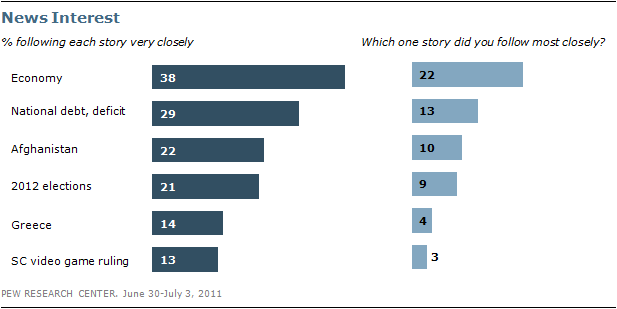 News Interest
% following each story very closely
Which one story did you follow most closely?
Economy 38 22
National debt, deficit 29 13
Afghanistan 22 10
2012 elections 21 9
Greece 14 4
SC video game ruling 13 3
PEW RESEARCH CENTER. June 30-July 3, 2011